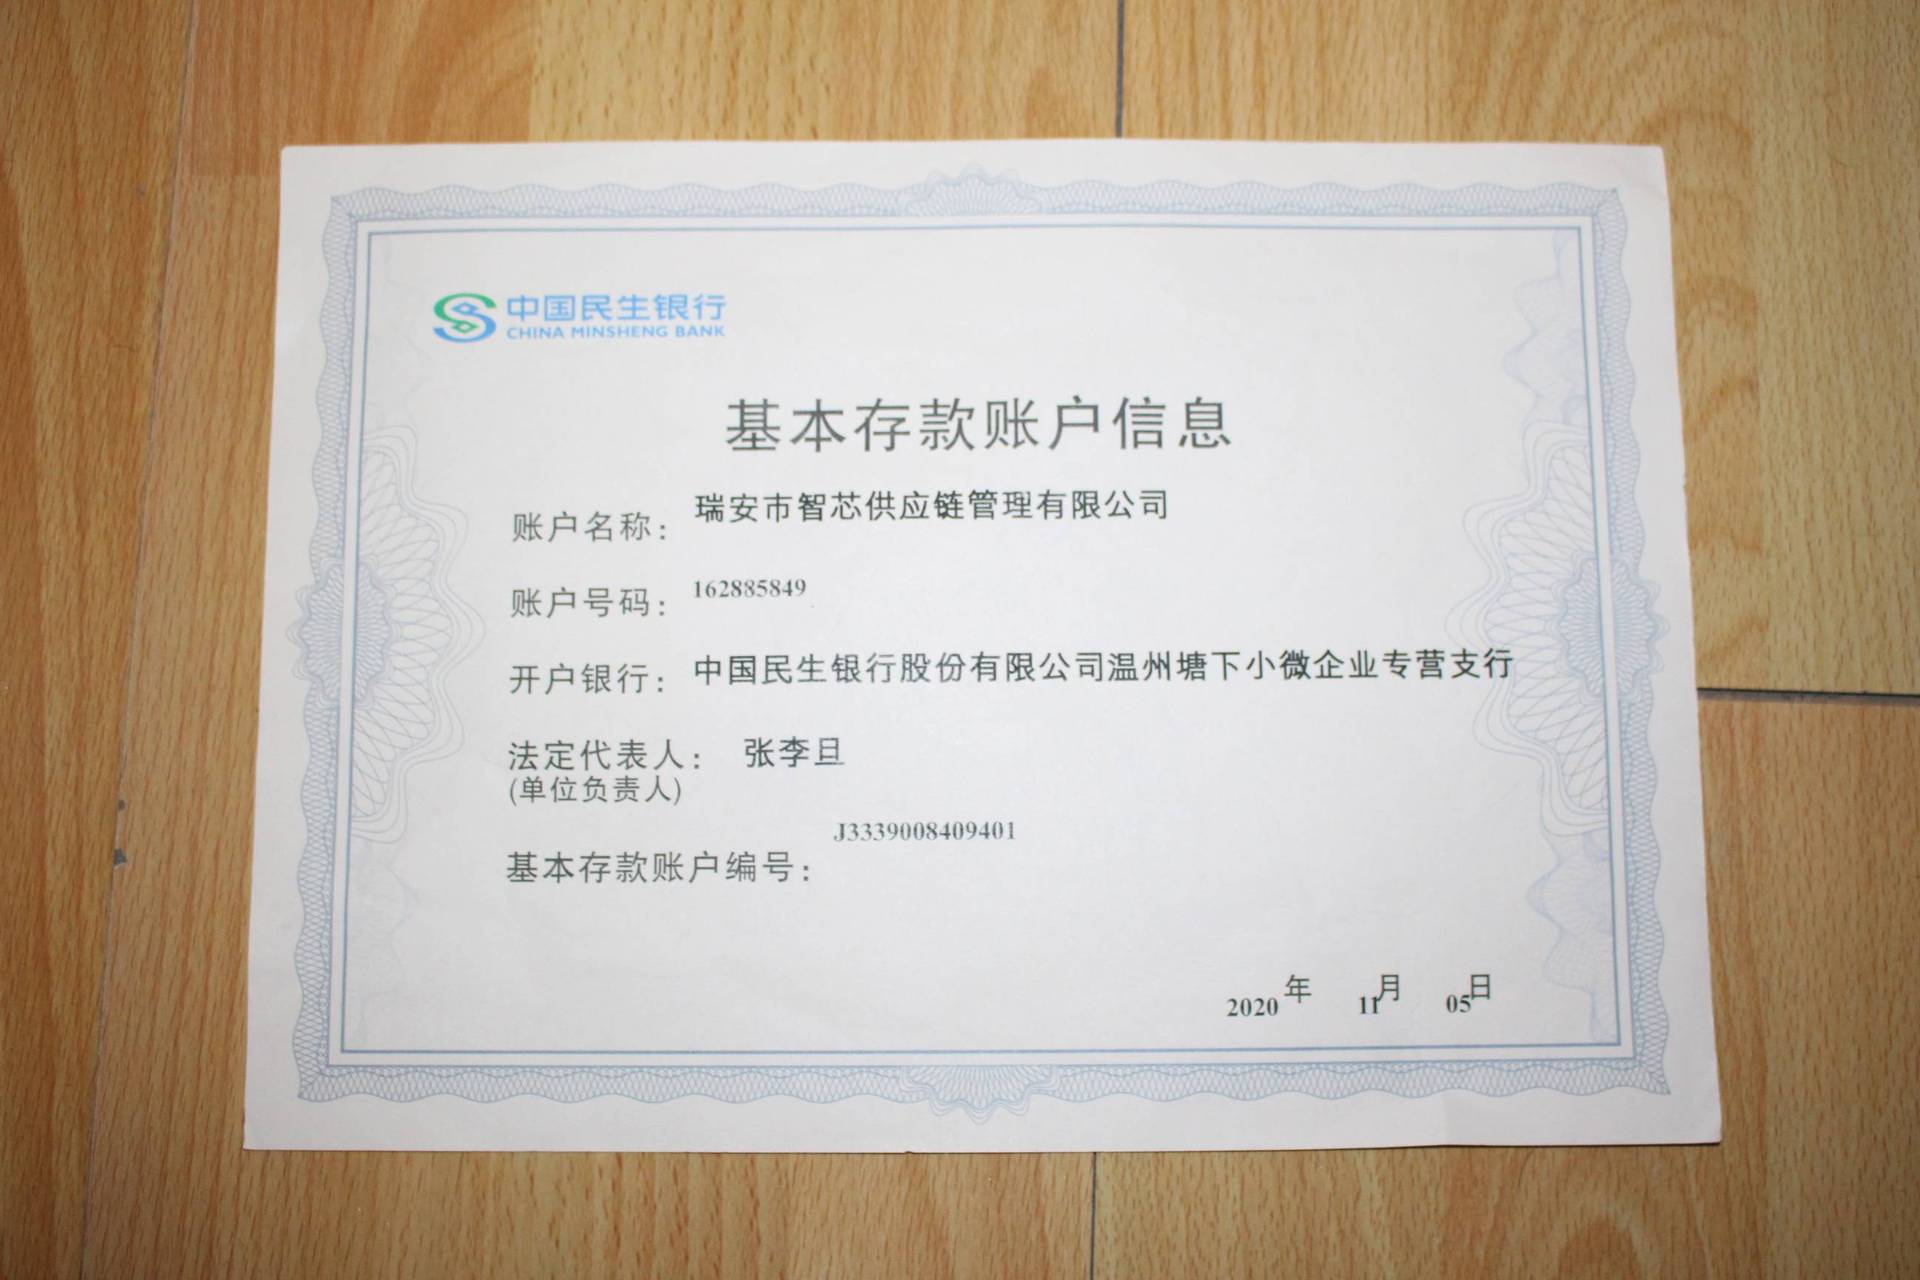 中国民生银行
CHINA MINSHENG BANK
基本存款账户信息
账户名称： 瑞安市智芯供应链管理有限公司
账户号码： 162885849
开户银行： 中国民生银行股份有限公司温州塘下小微企业专营支行
法定代表人： 张李旦
(单位负责人)
基本存款账户编号： J3339008409401
2020 年 11月 05日